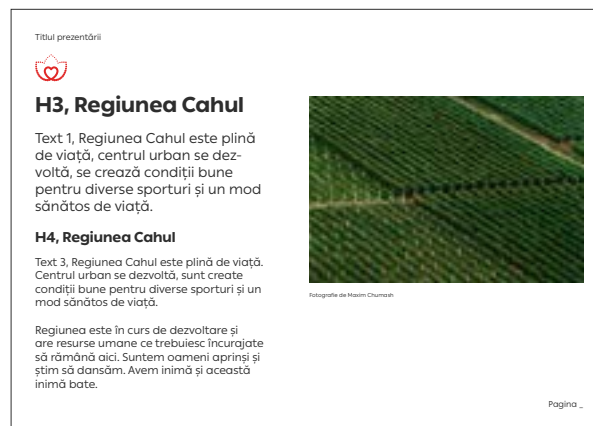 Titlul prezentării
H3, Regiunea Cahul
Text 1, Regiunea Cahul este plină
de viață, centrul urban se dez-
voltă, se crează condiții bune
pentru diverse sporturi și un mod
sănătos de viață.
H4, Regiunea Cahul
Text 3, Regiunea Cahul este plină de viață.
Centrul urban se dezvoltă, sunt create
condiții bune pentru diverse sporturi și un
mod sănătos de viață.
Regiunea este în curs de dezvoltare și
are resurse umane ce trebuiesc încurajate
să rămână aici. Suntem oameni aprinși și
știm să dansăm. Avem inimă și această
inimă bate.
Fotografie de Maxim Chumash
Pagina _